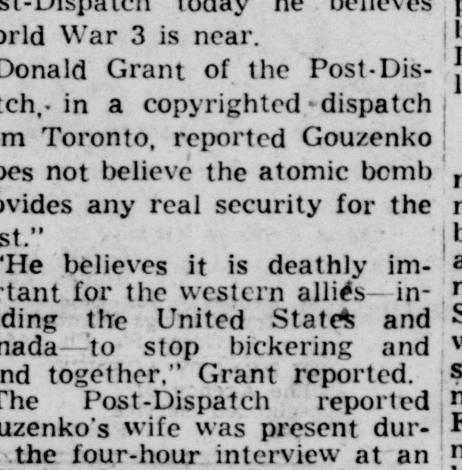 st-Dispatch today he believes
orld War 3 is near.
Donald Grant of the Post-Dis-
tch, in a copyrighted dispatch
m Toronto, reported Gouzenko
oes not believe the atomic bomb
ovides any real security for the
st."
"He believes it is deathly im-
rtant for the western allies—in-
ding the United States and
nada—to stop bickering and
nd together," Grant reported.
The Post-Dispatch reported
uzenko's wife was present dur-
the four-hour interview at an